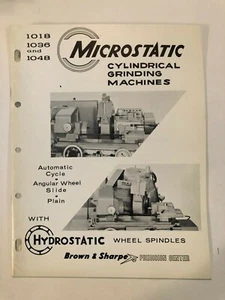 1018
1036
and
1048
MICROSTATIC
CYLINDRICAL
GRINDING
MACHINES
Automatic
Cycle
Angular Wheel
Slide
Plain
WITH
HYDROSTATIC WHEEL SPINDLES
Brown & Sharpe PRECISION CENTER